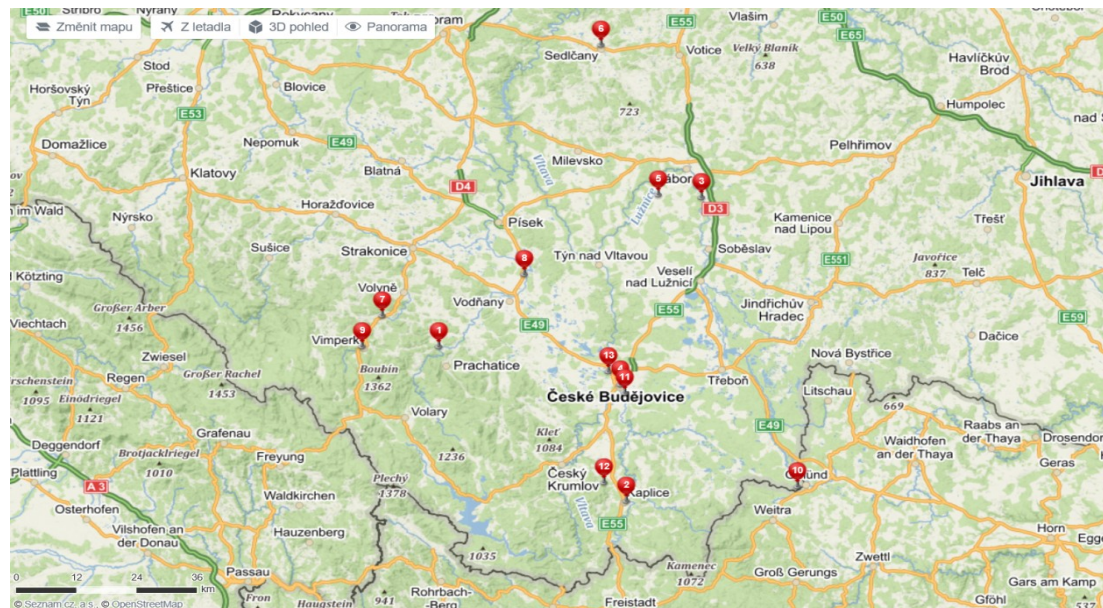 E50
Stříbro
Rokycany
E50
Změnit mapu
Z letadla
3D pohled
Panorama
6
E55
Vlašim
E50
E65
Sedlčany
Votice
Velký Blaník
638
Havlíčkův
Brod
Stod
Horšovský
Týn
Přeštice
Blovice
723
Humpolec
E53
Domažlice
Nepomuk
E49
Milevsko
Vltava
Pelhřimov
Klatovy
Blatná
D4
5
3
Jihlava
Lužnice
D3
Nýrsko
Horažďovice
Písek
Kamenice
nad Lipou
Třešť
Sušice
Strakonice
8
Týn nad Vltavou
Soběslav
E551
Javořice
837
Telč
Kötzting
Volyně
7
Vodňany
Veselí
nad Lužnicí
E55
Jindřichův
Hradec
E59
Großer Arber
1456
Viechtach
Vimperk
9
1
E49
Dačice
Zwiesel
Boubín
1362
Prachatice
13
4
11
Nová Bystřice
Regen
Großer Rachel
1453
Třeboň
Litschau
1095
Einödriegel
1121
České Budějovice
669
Volary
Kleť
1084
E49
Raabs an
der Thaya
Drosendorf
Grafenau
Waidhofen
an der Thaya
Deggendorf
Brotjacklriegel
1010
Freyung
1236
12
Český
Krumlov
2
Kaplice
10
Gmünd
Geras
Plattling
A 3
Plechý
1378
Waldkirchen
Vltava
Weitra
Osterhofen
E55
Horn
Vilshofen an
der Donau
Hauzenberg
1035
Kamenec
1072
Zwettl
Groß Gerungs
Passau
0 12 24 36
km
Rohrbach-
-Berg
Gars am Kamp
Fron
Haugstein
941
Freistadt
Gföhl
537
© Seznam.cz, a.s., © OpenStreetMap